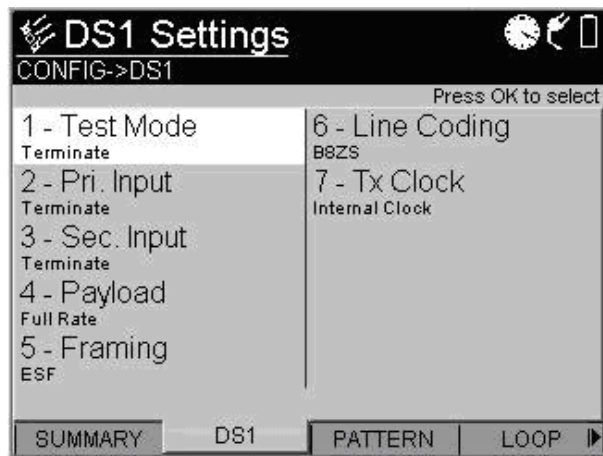 DS1 Settings
CONFIG->DS1
Press OK to select
1 - Test Mode
Terminate
2 - Pri. Input
Terminate
3 - Sec. Input
Terminate
4 - Payload
Full Rate
5 - Framing
ESF
6 - Line Coding
B8ZS
7 - Tx Clock
Internal Clock
SUMMARY DS1 PATTERN LOOP